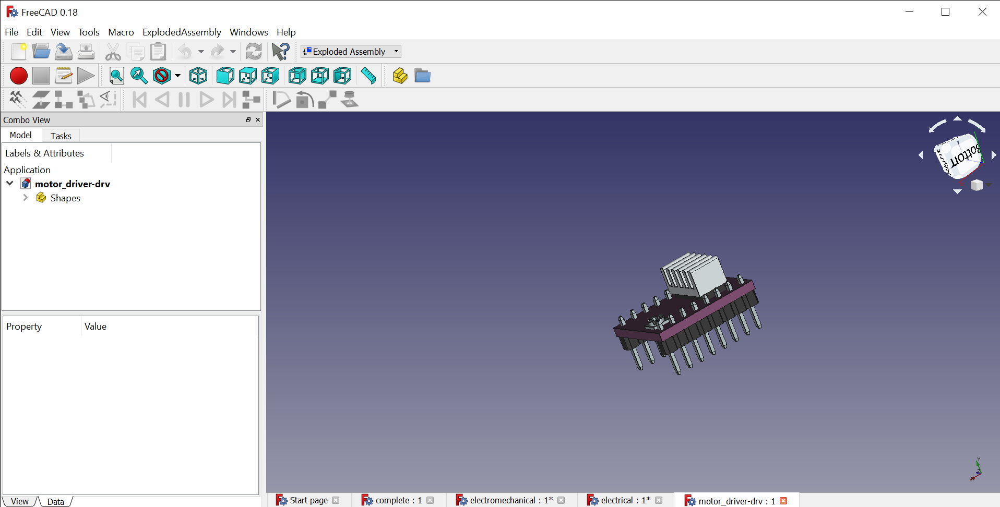 FreeCAD 0.18
File Edit View Tools Macro ExplodedAssembly Windows Help
Exploded Assembly
Combo View
Model Tasks
Labels & Attributes
Application
motor_driver-drv
Shapes
Property Value
View Data
Bottom
Y
Z
Start page complete : 1 electromechanical : 1* electrical : 1* motor_driver-drv : 1